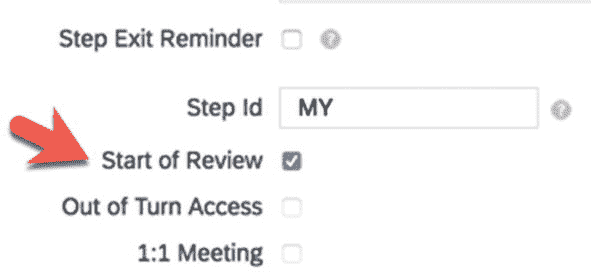 Step Exit Reminder ?
Step Id MY ?
Start of Review
Out of Turn Access
1:1 Meeting